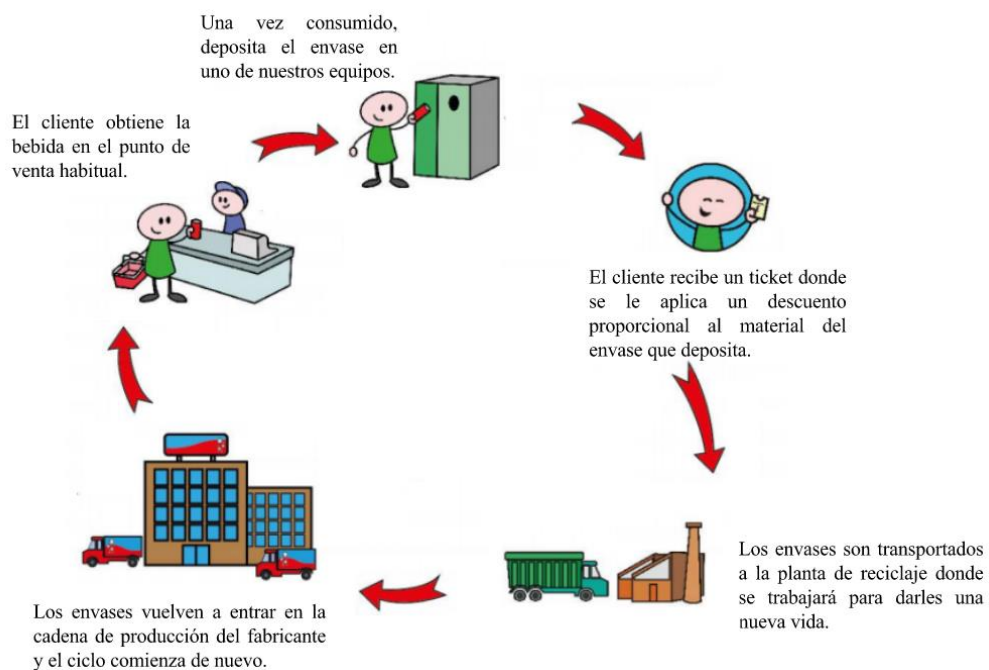 Una vez consumido,
deposita el envase en
uno de nuestros equipos.
El cliente obtiene la
bebida en el punto de
venta habitual.
El cliente recibe un ticket donde
se le aplica un descuento
proporcional al material del
envase que deposita.
Los envases son transportados
a la planta de reciclaje donde
se trabajará para darles una
nueva vida.
Los envases vuelven a entrar en la
cadena de producción del fabricante
y el ciclo comienza de nuevo.